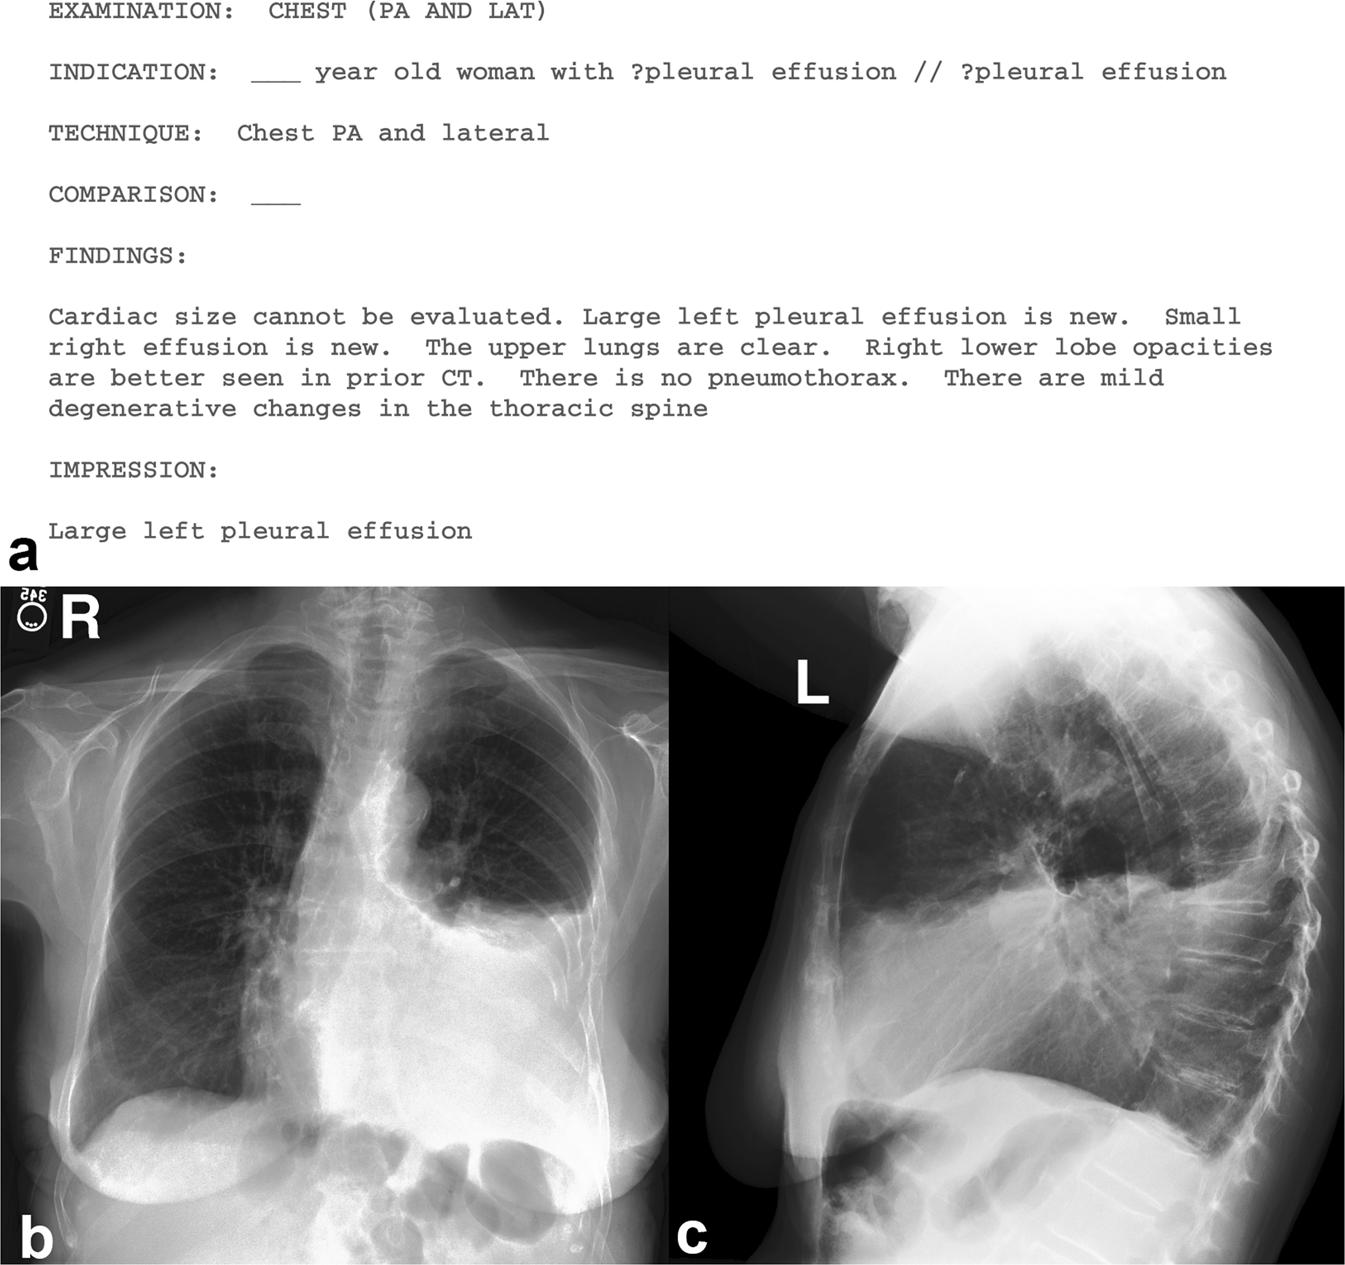 EXAMINATION: CHEST (PA AND LAT)
INDICATION: ___ year old woman with ?pleural effusion // ?pleural effusion
TECHNIQUE: Chest PA and lateral
COMPARISON: ___
FINDINGS:
Cardiac size cannot be evaluated. Large left pleural effusion is new. Small
right effusion is new. The upper lungs are clear. Right lower lobe opacities
are better seen in prior CT. There is no pneumothorax. There are mild
degenerative changes in the thoracic spine
IMPRESSION:
Large left pleural effusion
a
345
R
L
b
c